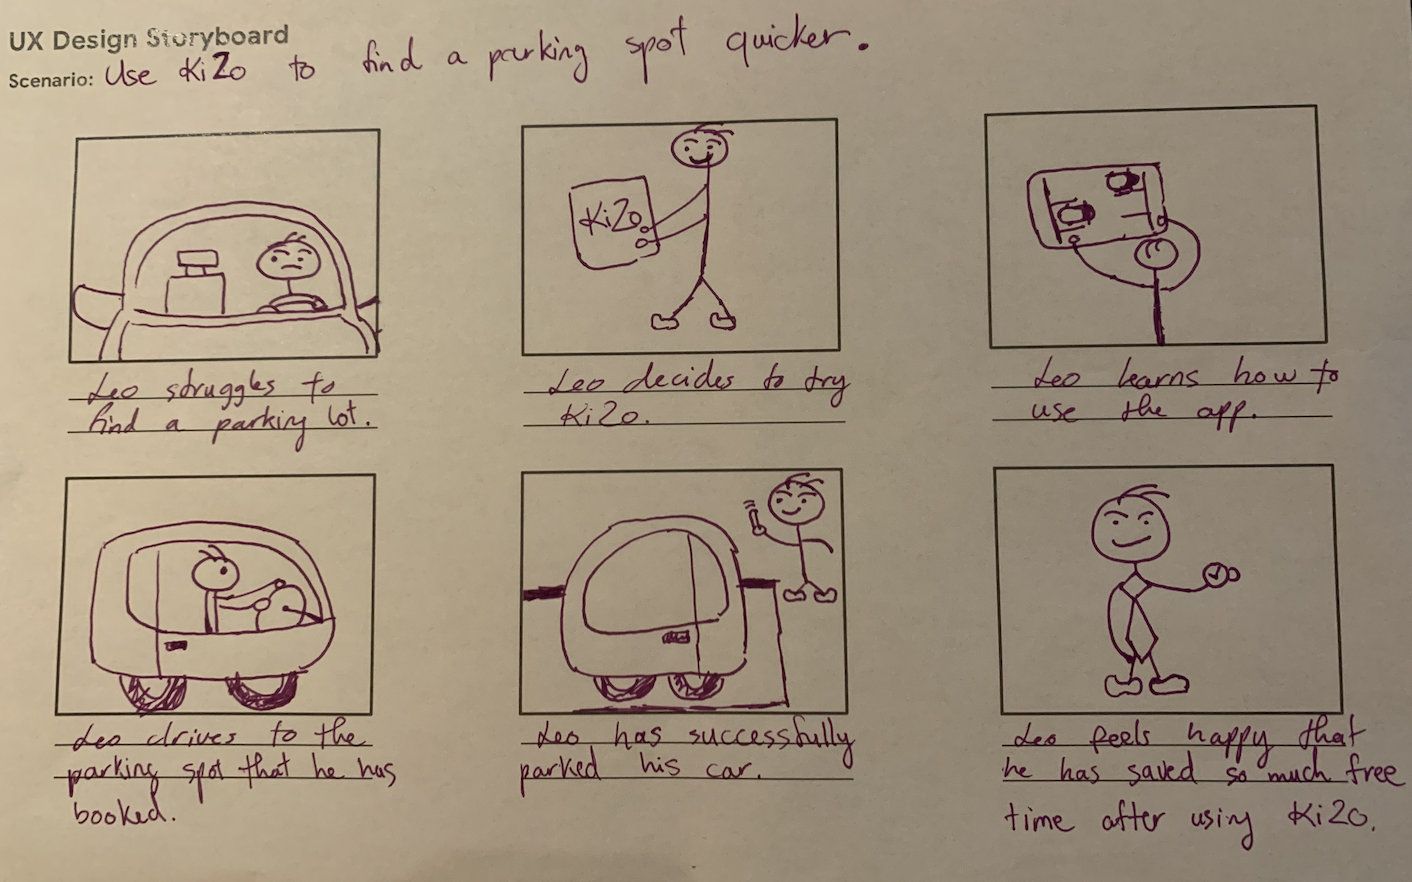 UX Design Storyboard
Scenario: Use KiZo to find a parking spot quicker.
KiZo
Leo struggles to
find a parking lot.
Leo decides to try
KiZo.
Leo learns how to
use the app.
Leo drives to the
parking spot that he has
booked.
Leo has successfully
parked his car.
Leo feels happy that
he has saved so much free
time after using KiZo.